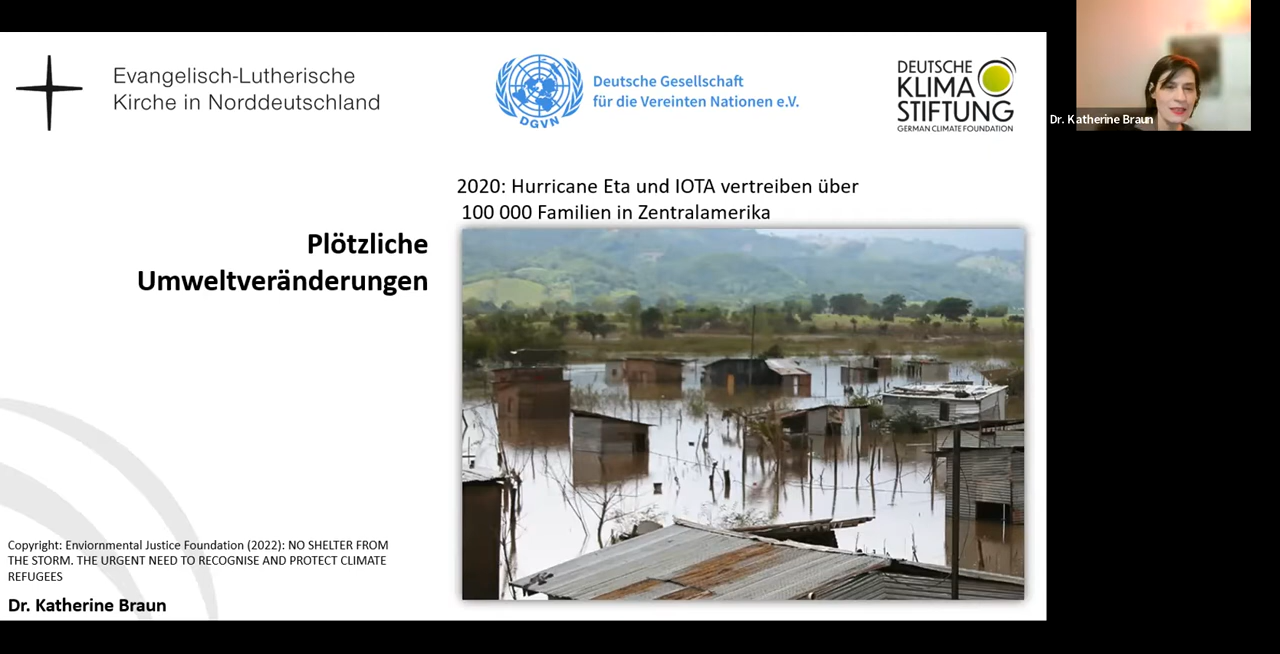 Evangelisch-Lutherische
Kirche in Norddeutschland
DGVN
Deutsche Gesellschaft
für die Vereinten Nationen e.V.
DEUTSCHE
KLIMA
STIFTUNG
GERMAN CLIMATE FOUNDATION
Dr. Katherine Braun
2020: Hurricane Eta und IOTA vertreiben über
100 000 Familien in Zentralamerika
Plötzliche
Umweltveränderungen
Copyright: Enviornmental Justice Foundation (2022): NO SHELTER FROM
THE STORM. THE URGENT NEED TO RECOGNISE AND PROTECT CLIMATE
REFUGEES
Dr. Katherine Braun